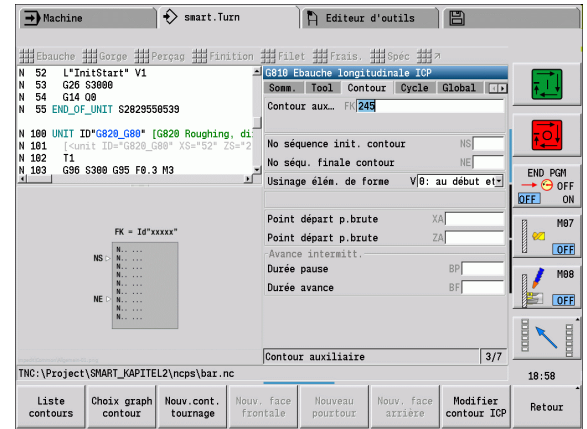 Machine
smart.Turn
Editeur d'outils
Ebauche Gorge Perçag Finition Filet Frais. Spéc
N 52 L"InitStart" V1
N 53 G26 S3000
N 54 G14 Q0
N 55 END_OF_UNIT S2829550539
N 100 UNIT ID"G820_G80" [G820 Roughing, di
N 101 [<unit ID="G820_G80" XS="52" ZS="2
N 102 T1
N 103 G96 S300 G95 F0.3 M3
G810 Ebauche longitudinale ICP
Somm. Tool Contour Cycle Global
Contour aux… FK 245
No séquence init. contour NS
No séqu. finale contour NE
Usinage élém. de forme V 0: au début et
Point départ p.brute XA
Point départ p.brute ZA
Avance intermitt.
Durée pause BP
Durée avance BF
Contour auxiliaire 3/7
FK = Id"xxxxx"
N.. ...
NS N.. ...
N.. ...
N.. ...
N.. ...
N.. ...
NE N.. ...
N.. ...
N.. ...
END PGM
OFF
OFF ON
M07
OFF
M08
OFF
TNC:\Project\SMART_KAPITEL2\ncps\bar.nc
18:58
Liste contours
Choix graph contour
Nouv.cont. tournage
Nouv. face frontale
Nouveau pourtour
Nouv. face arrière
Modifier contour ICP
Retour